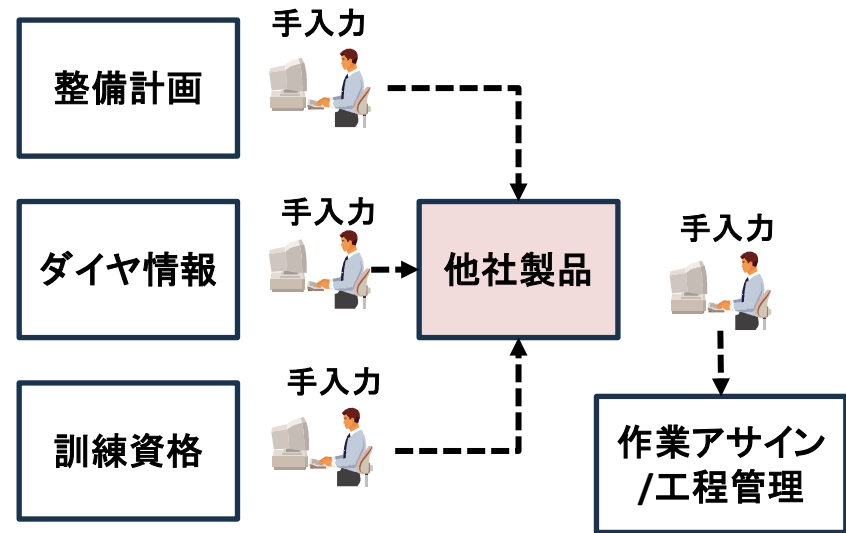 手入力
整備計画
手入力
ダイヤ情報
他社製品
手入力
手入力
訓練資格
作業アサイン
/工程管理